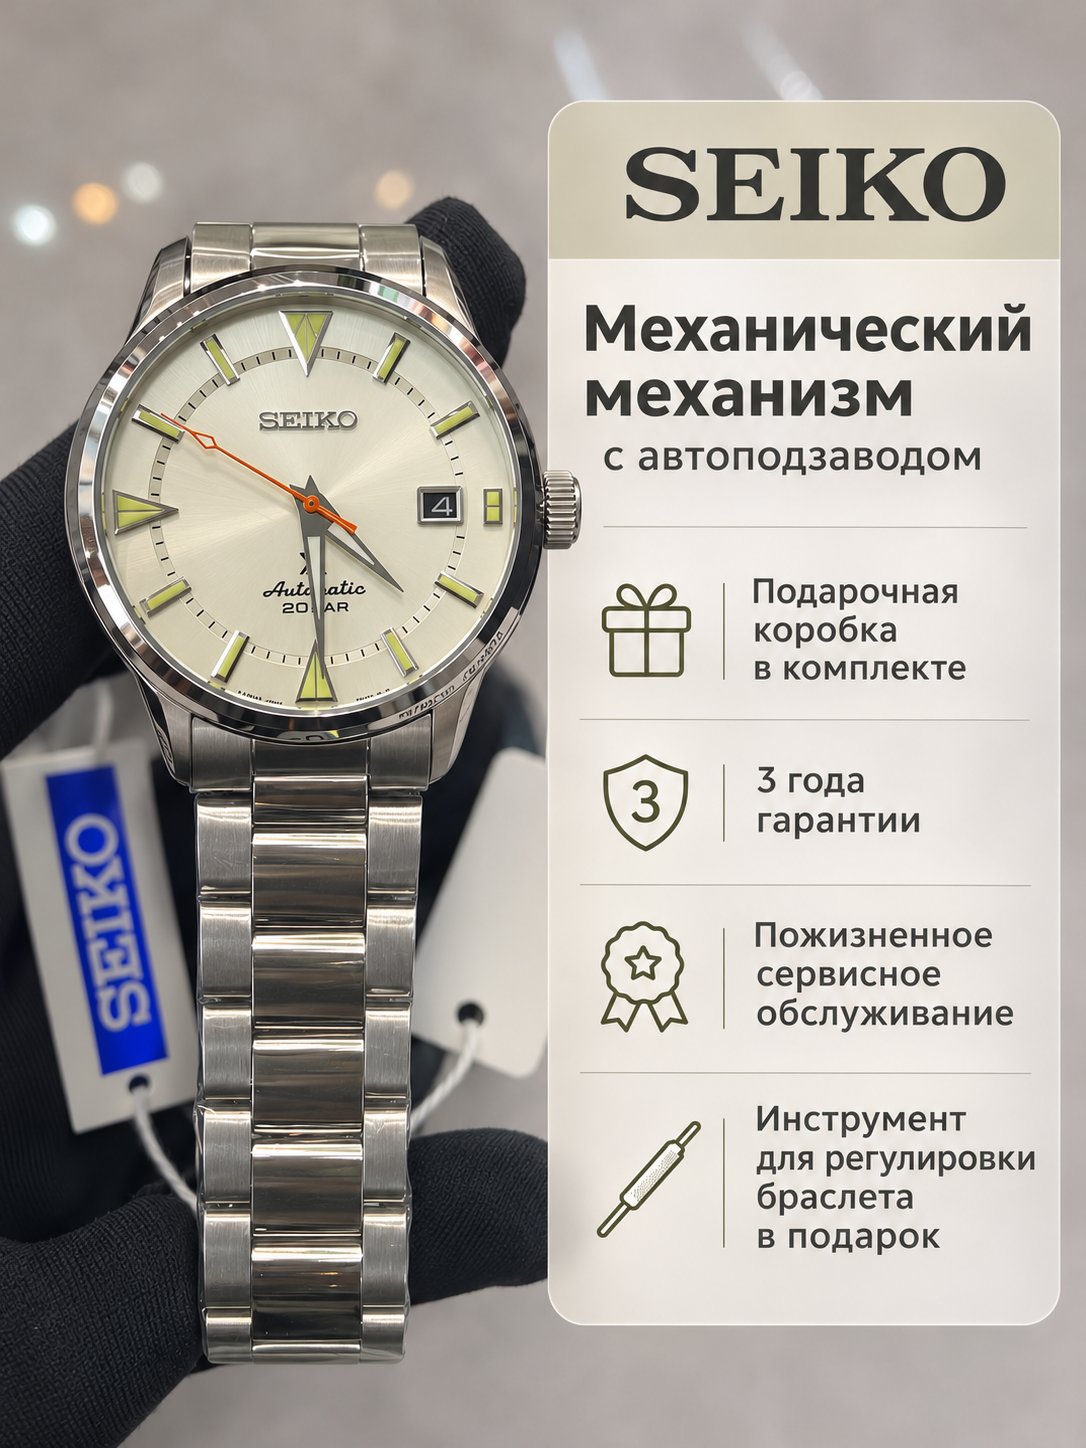 SEIKO
Механический
механизм
с автоподзаводом
Подарочная
коробка
в комплекте
3
3 года
гарантии
Пожизненное
сервисное
обслуживание
Инструмент
для регулировки
браслета
в подарок
SEIKO
4
Automatic
SEIKO